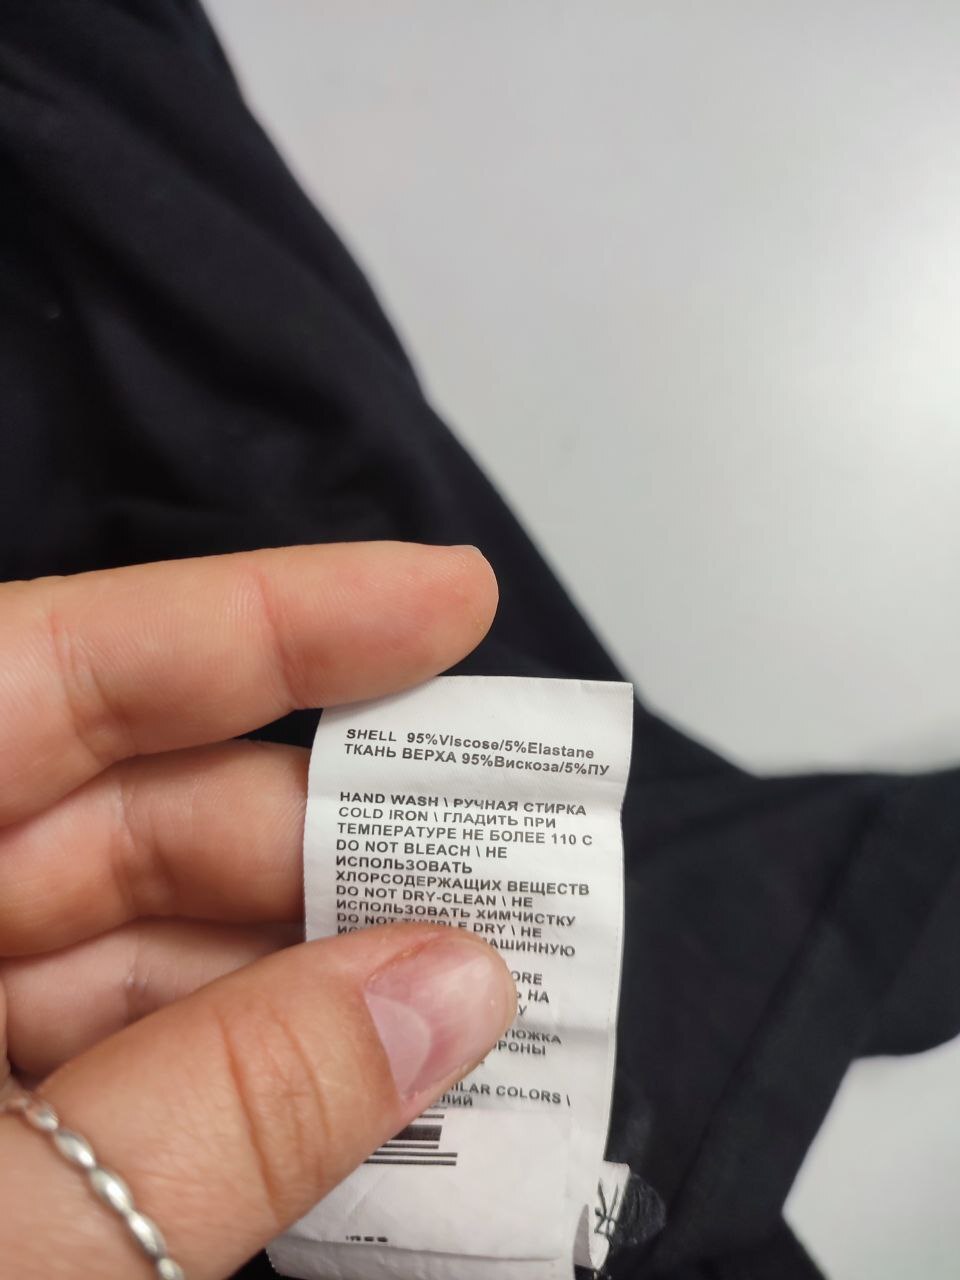 SHELL 95%Viscose/5%Elastane
ТКАНЬ ВЕРХА 95%Вискоза/5%ПУ
HAND WASH \ РУЧНАЯ СТИРКА
COLD IRON \ ГЛАДИТЬ ПРИ
ТЕМПЕРАТУРЕ НЕ БОЛЕЕ 110 С
DO NOT BLEACH \ НЕ
ИСПОЛЬЗОВАТЬ
ХЛОРСОДЕРЖАЩИХ ВЕЩЕСТВ
DO NOT DRY-CLEAN \ НЕ
ИСПОЛЬЗОВАТЬ ХИМЧИСТКУ
DO NOT TUMBLE DRY \ НЕ
НА
COLORS \